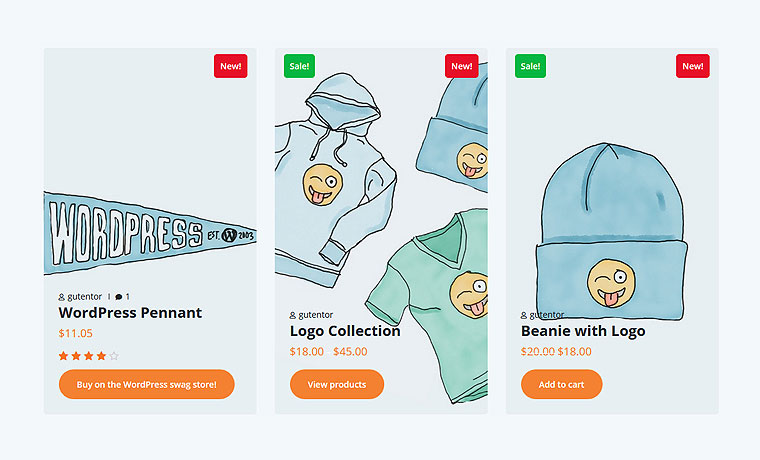 New!
WORDPRESS EST. W 2003
gutentor 1
WordPress Pennant
$11.05
Buy on the WordPress swag store!
Sale! New!
gutentor
Logo Collection
$18.00 $45.00
View products
Sale! New!
gutentor
Beanie with Logo
$20.00 $18.00
Add to cart